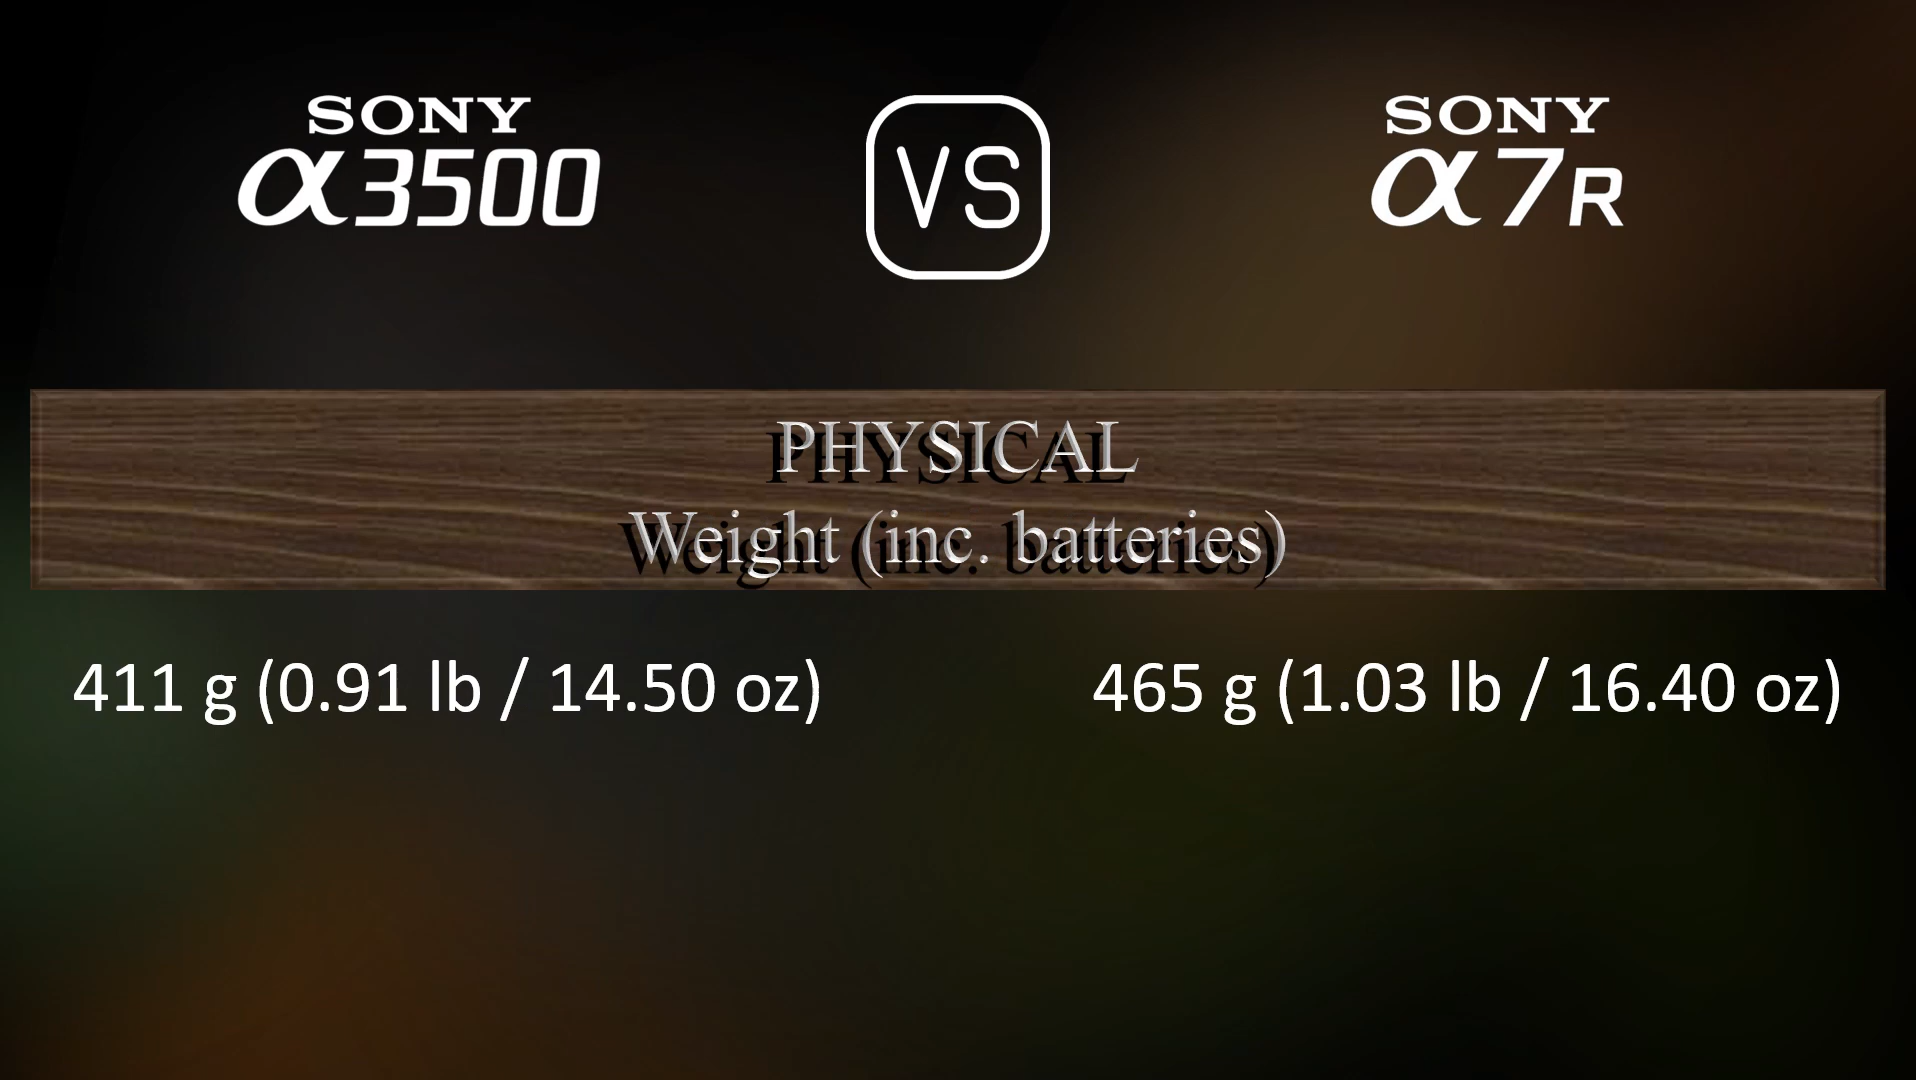 SONY
α3500
VS
SONY
α7R
PHYSICAL
Weight (inc. batteries)
411 g (0.91 lb / 14.50 oz)
465 g (1.03 lb / 16.40 oz)